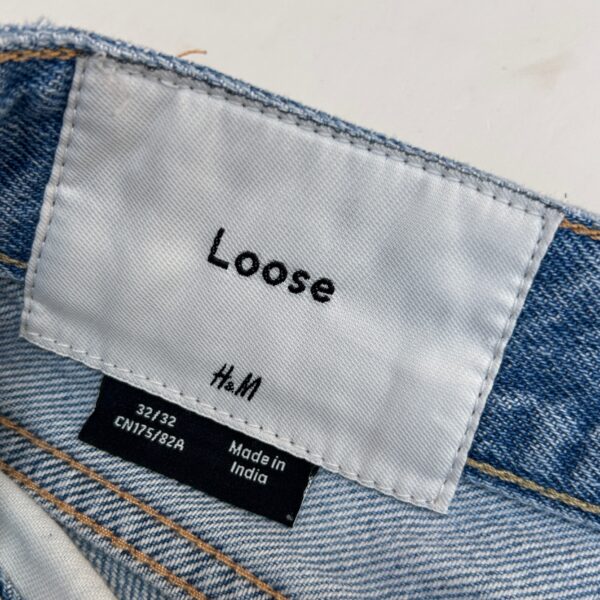 Loose
H&M
32/32
CN175/82A
Made in
India